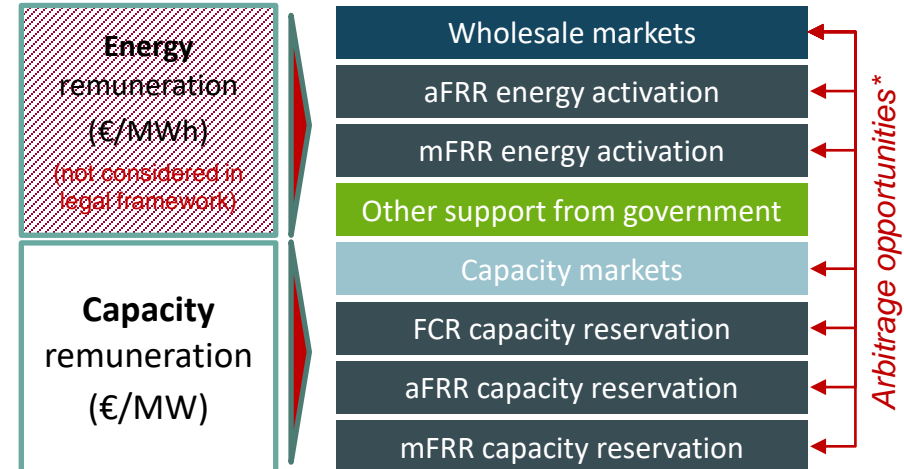 Energy
remuneration
(€/MWh)
(not considered in
legal framework)
Capacity
remuneration
(€/MW)
Wholesale markets
aFRR energy activation
mFRR energy activation
Other support from government
Capacity markets
FCR capacity reservation
aFRR capacity reservation
mFRR capacity reservation
Arbitrage opportunities*